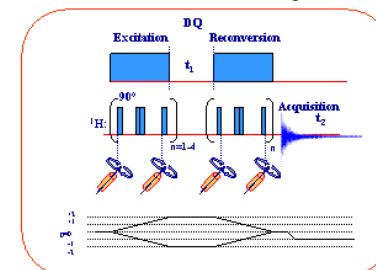 DQ
Excitation Reconversion
t1
90°
Acquisition
t2
1H:
n=1-4
n